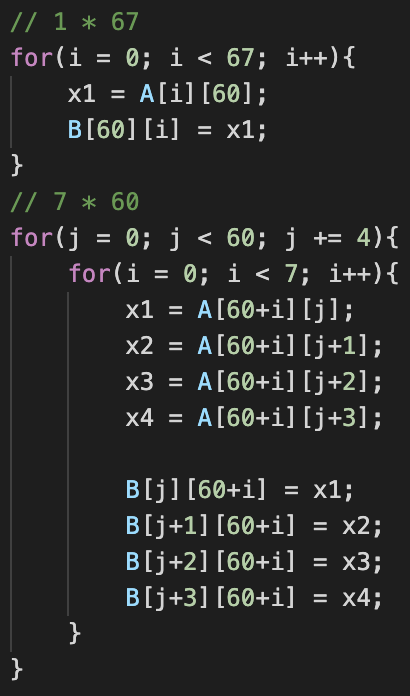 // 1 * 67
for(i = 0; i < 67; i++){
x1 = A[i][60];
B[60][i] = x1;
}
// 7 * 60
for(j = 0; j < 60; j += 4){
for(i = 0; i < 7; i++){
x1 = A[60+i][j];
x2 = A[60+i][j+1];
x3 = A[60+i][j+2];
x4 = A[60+i][j+3];
B[j][60+i] = x1;
B[j+1][60+i] = x2;
B[j+2][60+i] = x3;
B[j+3][60+i] = x4;
}
}